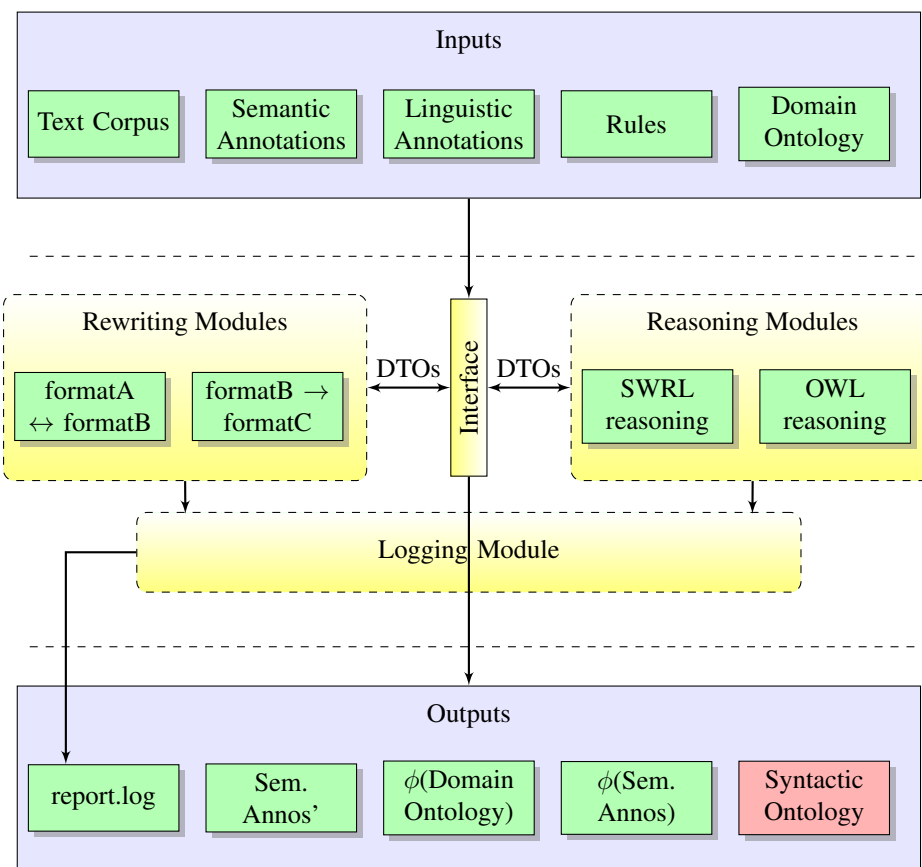 Inputs
Text Corpus
Semantic
Annotations
Linguistic
Annotations
Rules
Domain
Ontology
Rewriting Modules
formatA
↔ formatB
formatB →
formatC
DTOs
Interface
DTOs
Reasoning Modules
SWRL
reasoning
OWL
reasoning
Logging Module
Outputs
report.log
Sem.
Annos’
ϕ(Domain
Ontology)
ϕ(Sem.
Annos)
Syntactic
Ontology